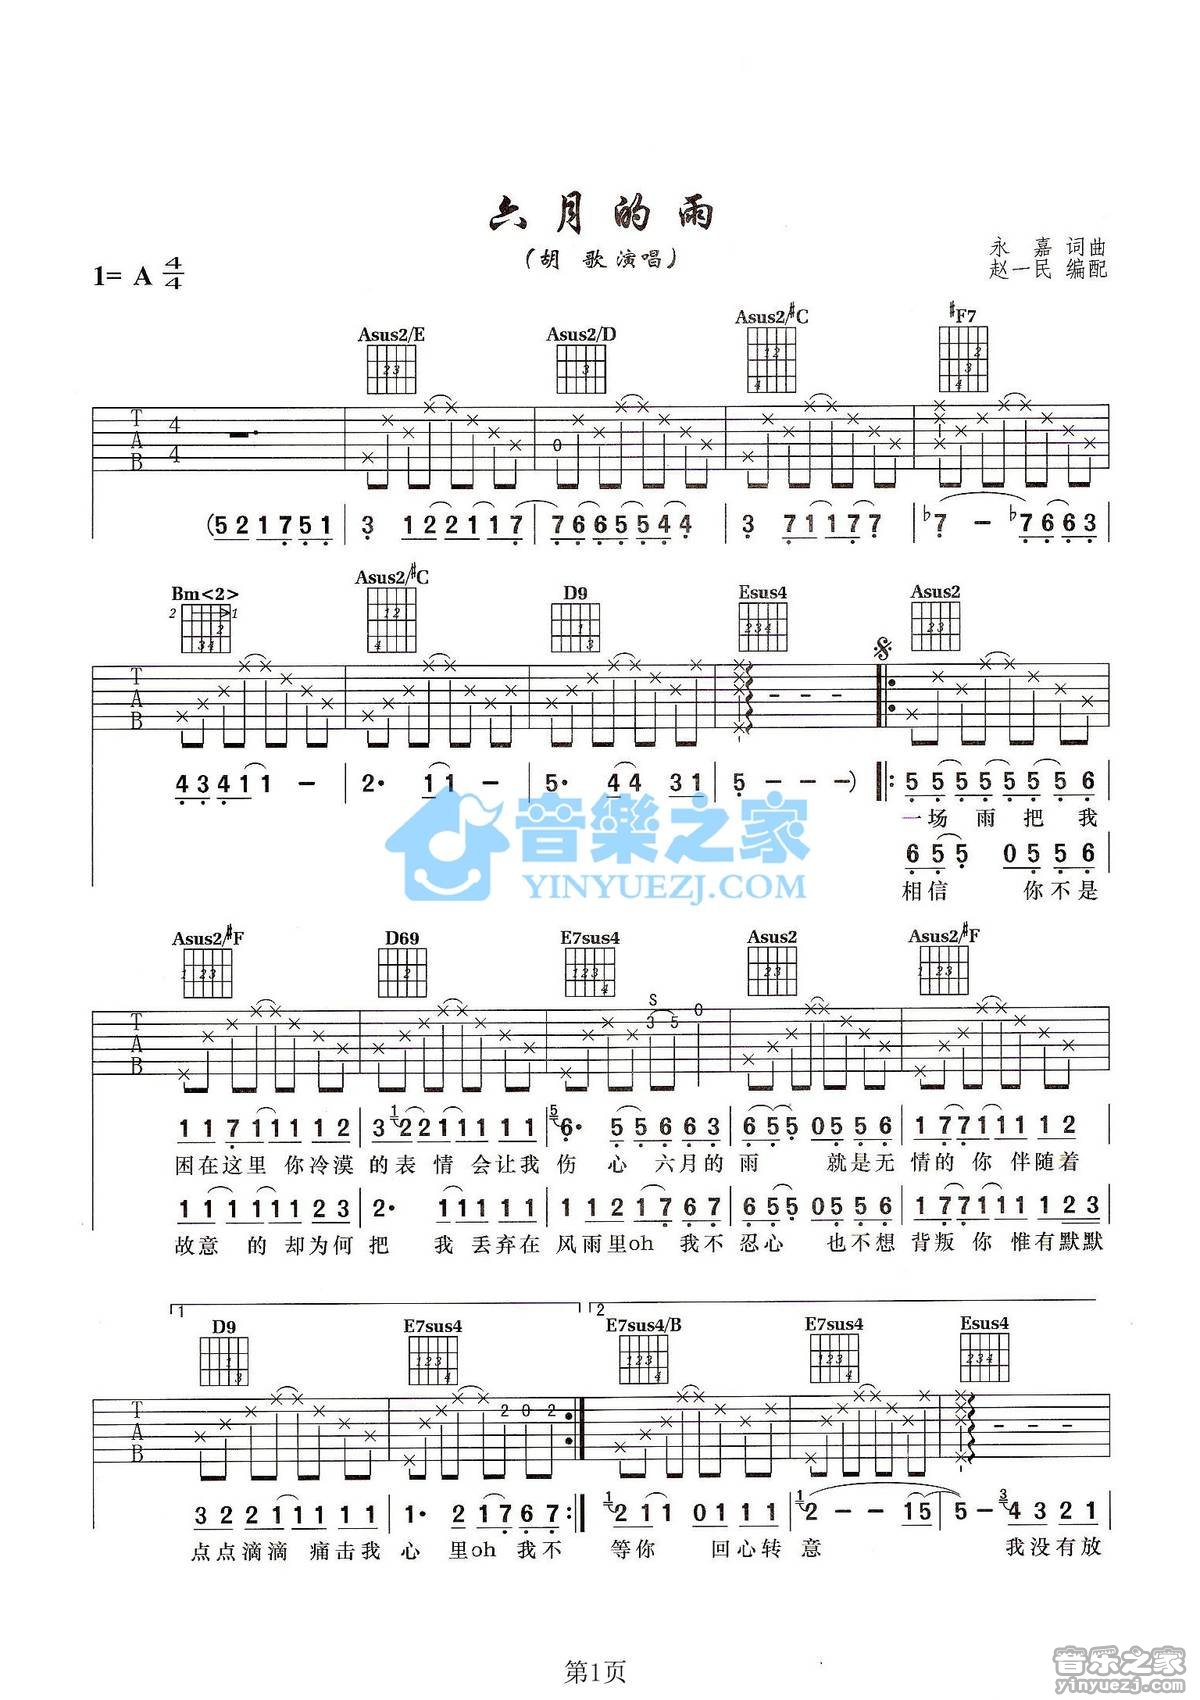 六月的雨
(胡 歌 演唱)
永 嘉 词曲
赵一民 编配
1= A 4/4
Asus2/E Asus2/D Asus2/#C #F7
T A B 4 4 0
(5 2 1 7 5 1 3 1 2 2 1 1 7 7 6 6 5 5 4 4 3 7 1 1 7 7 ♭7 - ♭7 6 6 3
Bm<2> Asus2/#C D9 Esus4 Asus2
T A B
4 3 4 1 1 - 2· 1 1 - 5· 4 4 3 1 5 - - -) 5 5 5 5 5 5 5 6
一 场 雨 把 我
6 5 5 0 5 5 6
相信 你不是
音樂之家
YINYUEZJ.COM
Asus2/#F D69 E7sus4 Asus2 Asus2/#F
T A B S 3 5 0
1 1 7 1 1 1 1 2 1 3 2 2 1 1 1 1 1 5 6· 5 5 6 6 3 6 5 5 0 5 5 6 1 7 7 1 1 1 1 2
困在这里 你冷漠 的表 情 会让我 伤 心 六月的 雨 就是无 情的 你 伴随着
1 1 1 1 1 1 2 3 2· 1 1 1 1 1 1 1 2 1 7 6 7 6 5 5 0 5 5 6 1 7 7 1 1 1 2 3
故意 的 却为何 把 我 丢弃在 风雨里oh 我不 忍心 也不想 背叛 你 惟有默默
1 2
D9 E7sus4 E7sus4/B E7sus4 Esus4
T A B 2 0 2
3 2 2 1 1 1 1 1 1· 1 2 1 7 6 7 1 2 1 1 0 1 1 1 1 2 - - 1 5 5 - 3 4 3 2 1
点点滴滴 痛击我 心 里oh 我不 等你 回心转 意 我没有放
第1页
音乐之家
yinyuezj.com